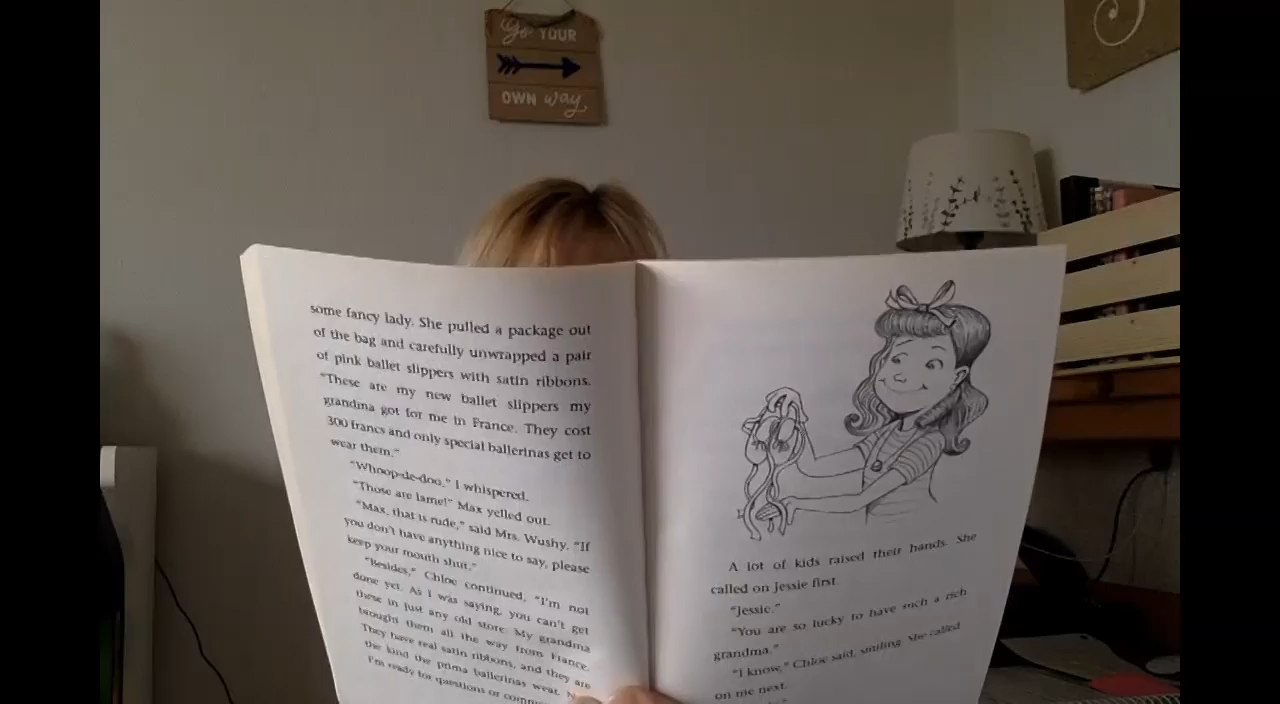 Go YOUR
OWN way
J
some fancy lady. She pulled a package out
of the bag and carefully unwrapped a pair
of pink ballet slippers with satin ribbons.
"These are my new ballet slippers my
grandma got for me in France. They cost
300 francs and only special ballerinas get to
wear them."
"Whoop-de-doo," I whispered.
"Those are lame!" Max yelled out.
"Max, that is rude," said Mrs. Wushy. "If
you don't have anything nice to say, please
keep your mouth shut."
"Besides," Chloe continued, "I'm not
done yet. As I was saying, you can't get
these in just any old store. My grandma
brought them all the way from France.
They have real satin ribbons, and they are
the kind the prima ballerinas wear.
I'm ready for questions or
A lot of kids raised their hands. She
called on Jessie first.
"Jessie."
"You are so lucky to have such a rich
grandma."
"I know," Chloe said, smiling. She called
on me next.